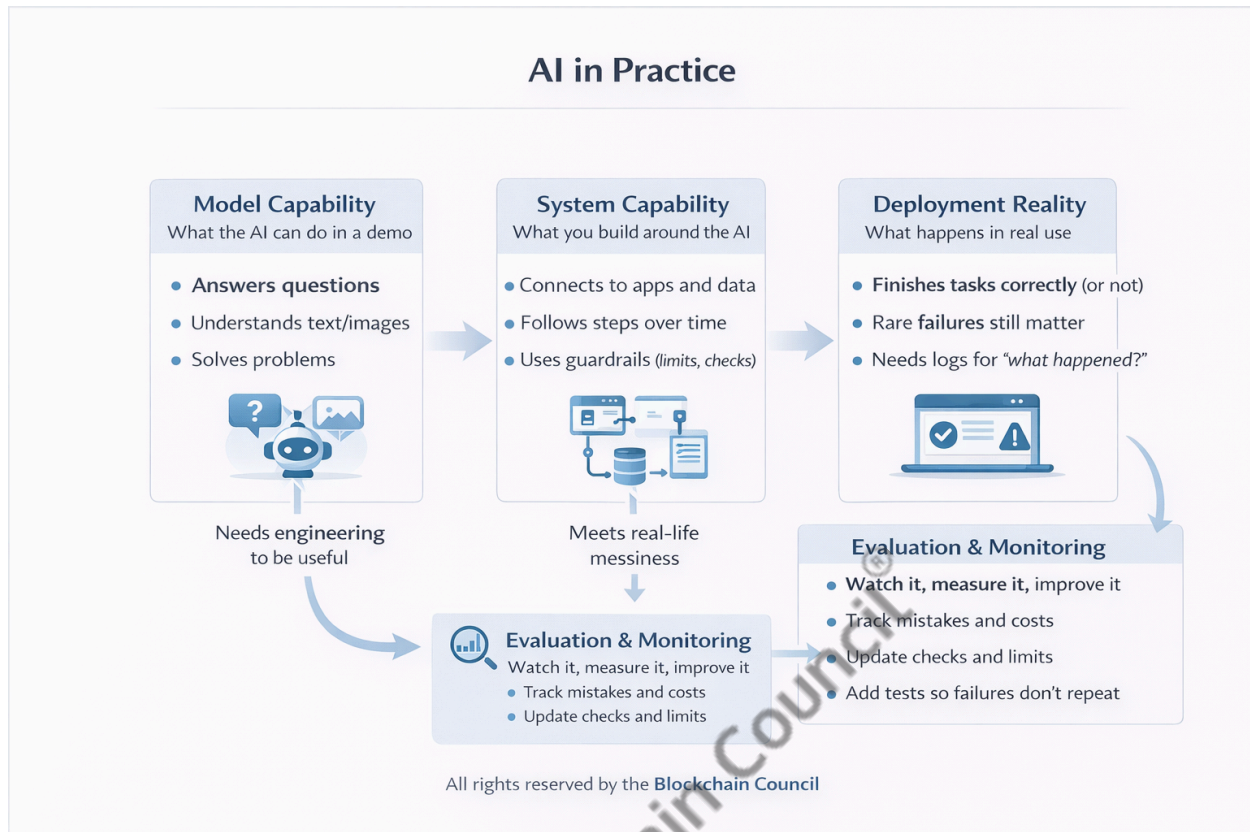 AI in Practice
Model Capability
What the AI can do in a demo
Answers questions
Understands text/images
Solves problems
?
Needs engineering
to be useful
System Capability
What you build around the AI
Connects to apps and data
Follows steps over time
Uses guardrails (limits, checks)
Meets real-life
messiness
Deployment Reality
What happens in real use
Finishes tasks correctly (or not)
Rare failures still matter
Needs logs for “what happened?”
!
Evaluation & Monitoring
Watch it, measure it, improve it
Track mistakes and costs
Update checks and limits
Evaluation & Monitoring
Watch it, measure it, improve it
Track mistakes and costs
Update checks and limits
Add tests so failures don’t repeat
All rights reserved by the Blockchain Council
Council®